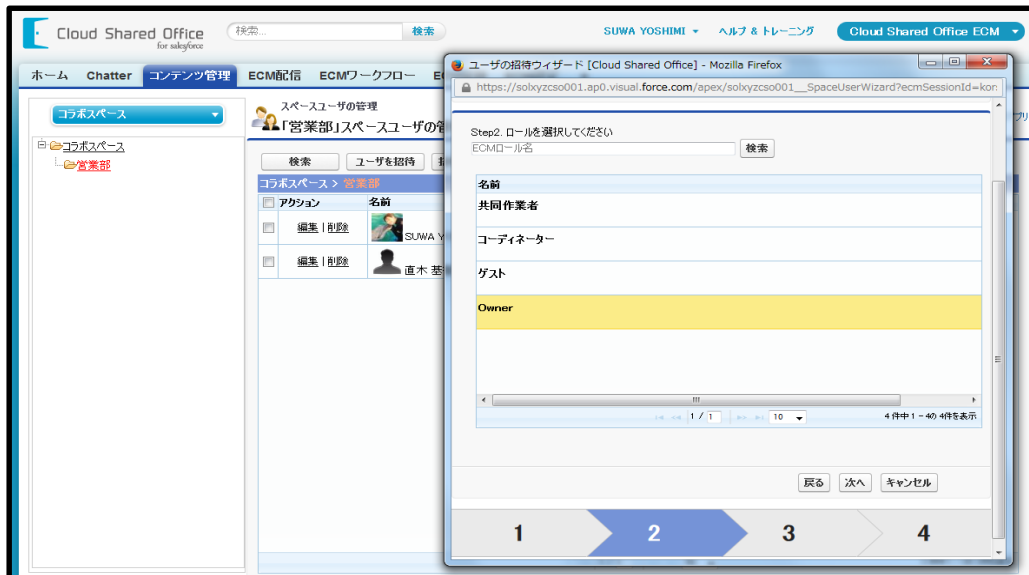 Cloud Shared Office
for salesforce
検索...
検索
SUWA YOSHIMI
ヘルプ & トレーニング
Cloud Shared Office ECM
ホーム Chatter コンテンツ管理 ECM配信 ECMワークフロー
コラボスペース
コラボスペース
営業部
スペースユーザの管理
「営業部」スペースユーザの管
検索 ユーザを招待
コラボスペース > 営業部
アクション 名前
編集 | 削除 SUWA Y
編集 | 削除 直木 基
ユーザの招待ウィザード [Cloud Shared Office] - Mozilla Firefox
https://solxyzcso001.ap0.visual.force.com/apex/solxyzcso001__SpaceUserWizard?ecmSessionId=kon
Step2. ロールを選択してください
ECMロール名 検索
名前
共同作業者
コーディネーター
ゲスト
Owner
1 / 1 10 4 件中 1 - 4の 4件を表示
戻る 次へ キャンセル
1 2 3 4